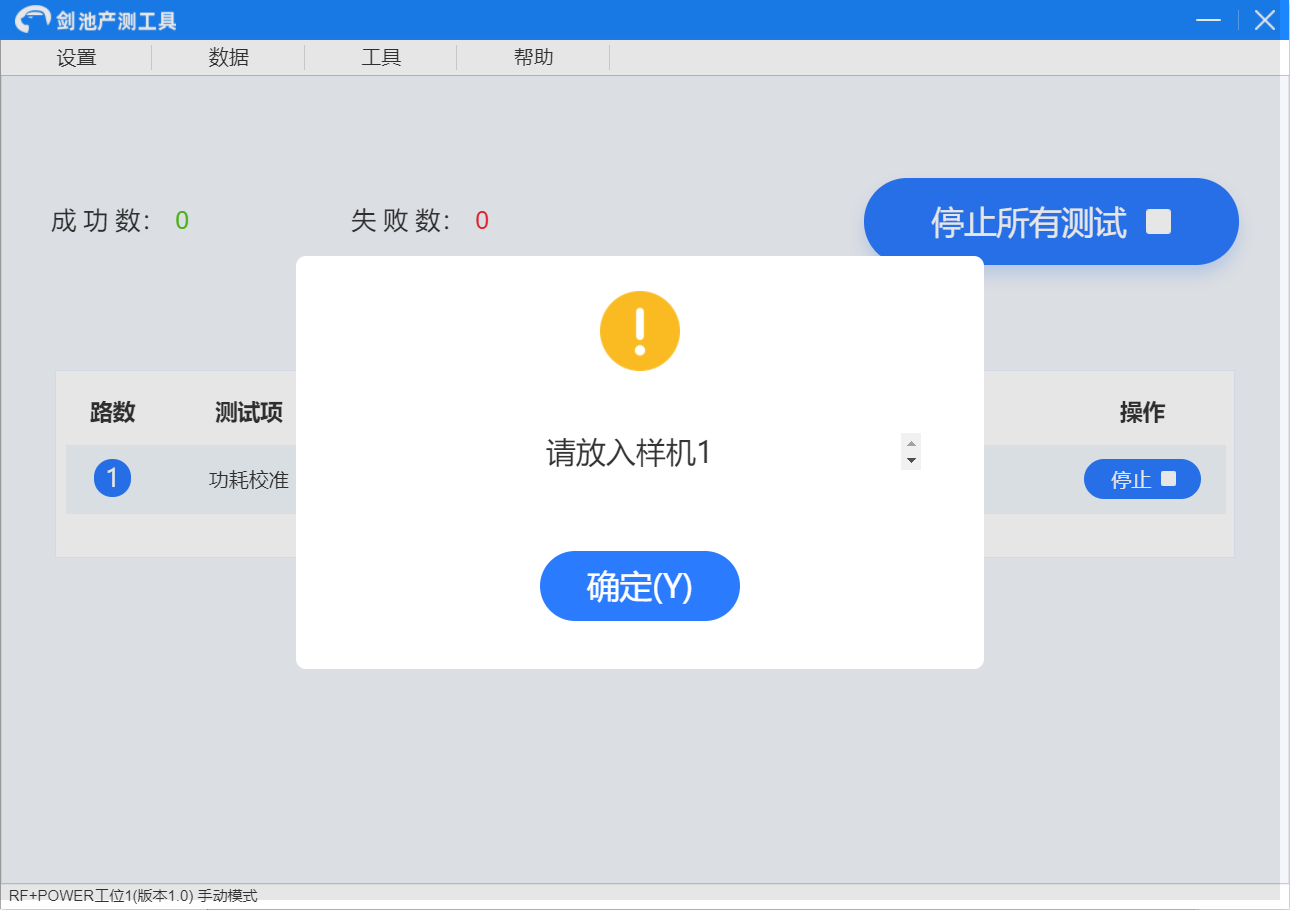 剑池产测工具
设置 数据 工具 帮助
成功数： 0 失败数： 0 停止所有测试
请放入样机1
确定(Y)
路数 测试项 操作
1 功耗校准 停止
RF+POWER工位1(版本1.0) 手动模式